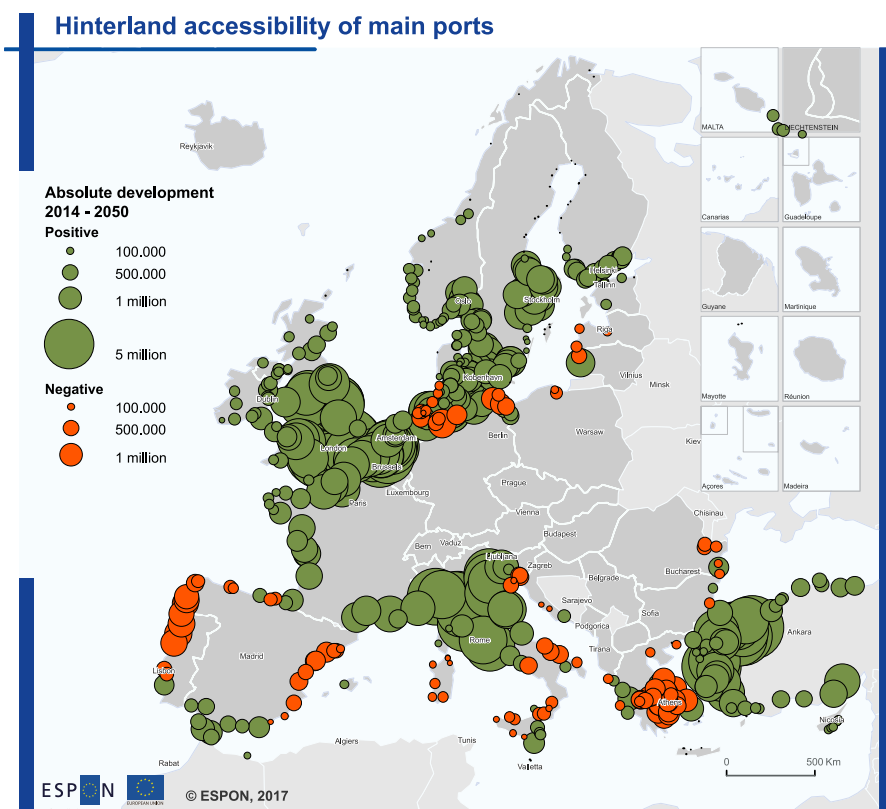 Hinterland accessibility of main ports
Absolute development
2014 - 2050
Positive
100.000
500.000
1 million
5 million
Negative
100.000
500.000
1 million
Reykjavik
MALTA
LIECHTENSTEIN
Canarias
Guadeloupe
Guyane
Martinique
Mayotte
Réunion
Açores
Madeira
Oslo
Stockholm
Helsinki
Tallinn
Riga
Vilnius
Minsk
Kobenhavn
Dublin
London
Amsterdam
Brussels
Berlin
Warsaw
Kiev
Luxembourg
Paris
Prague
Vienna
Chisinau
Bern
Vaduz
Budapest
Ljubljana
Zagreb
Belgrade
Bucharest
Sarajevo
Podgorica
Sofia
Tirana
Rome
Ankara
Madrid
Lisbon
Athens
Nicosia
Rabat
Algiers
Tunis
Valletta
0
500 Km
ESPON
EUROPEAN UNION
© ESPON, 2017